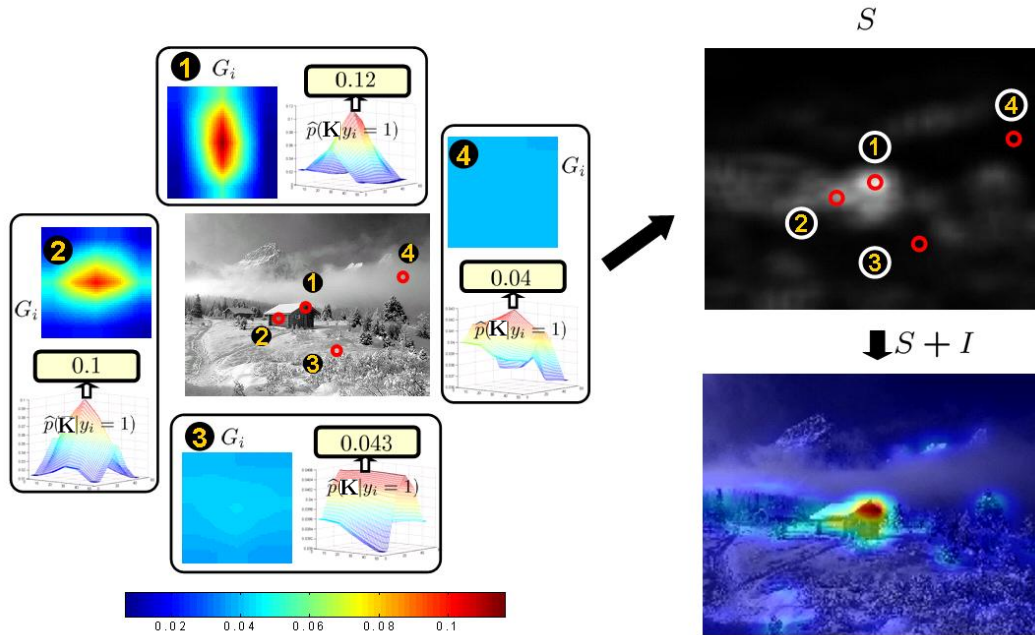 S
1 G_i
0.12
p̂(K|y_i = 1)
4
G_i
0.04
p̂(K|y_i = 1)
2
G_i
0.1
p̂(K|y_i = 1)
3 G_i
0.043
p̂(K|y_i = 1)
1
2
3
4
1
2
3
4
S + I
0.02 0.04 0.06 0.08 0.1